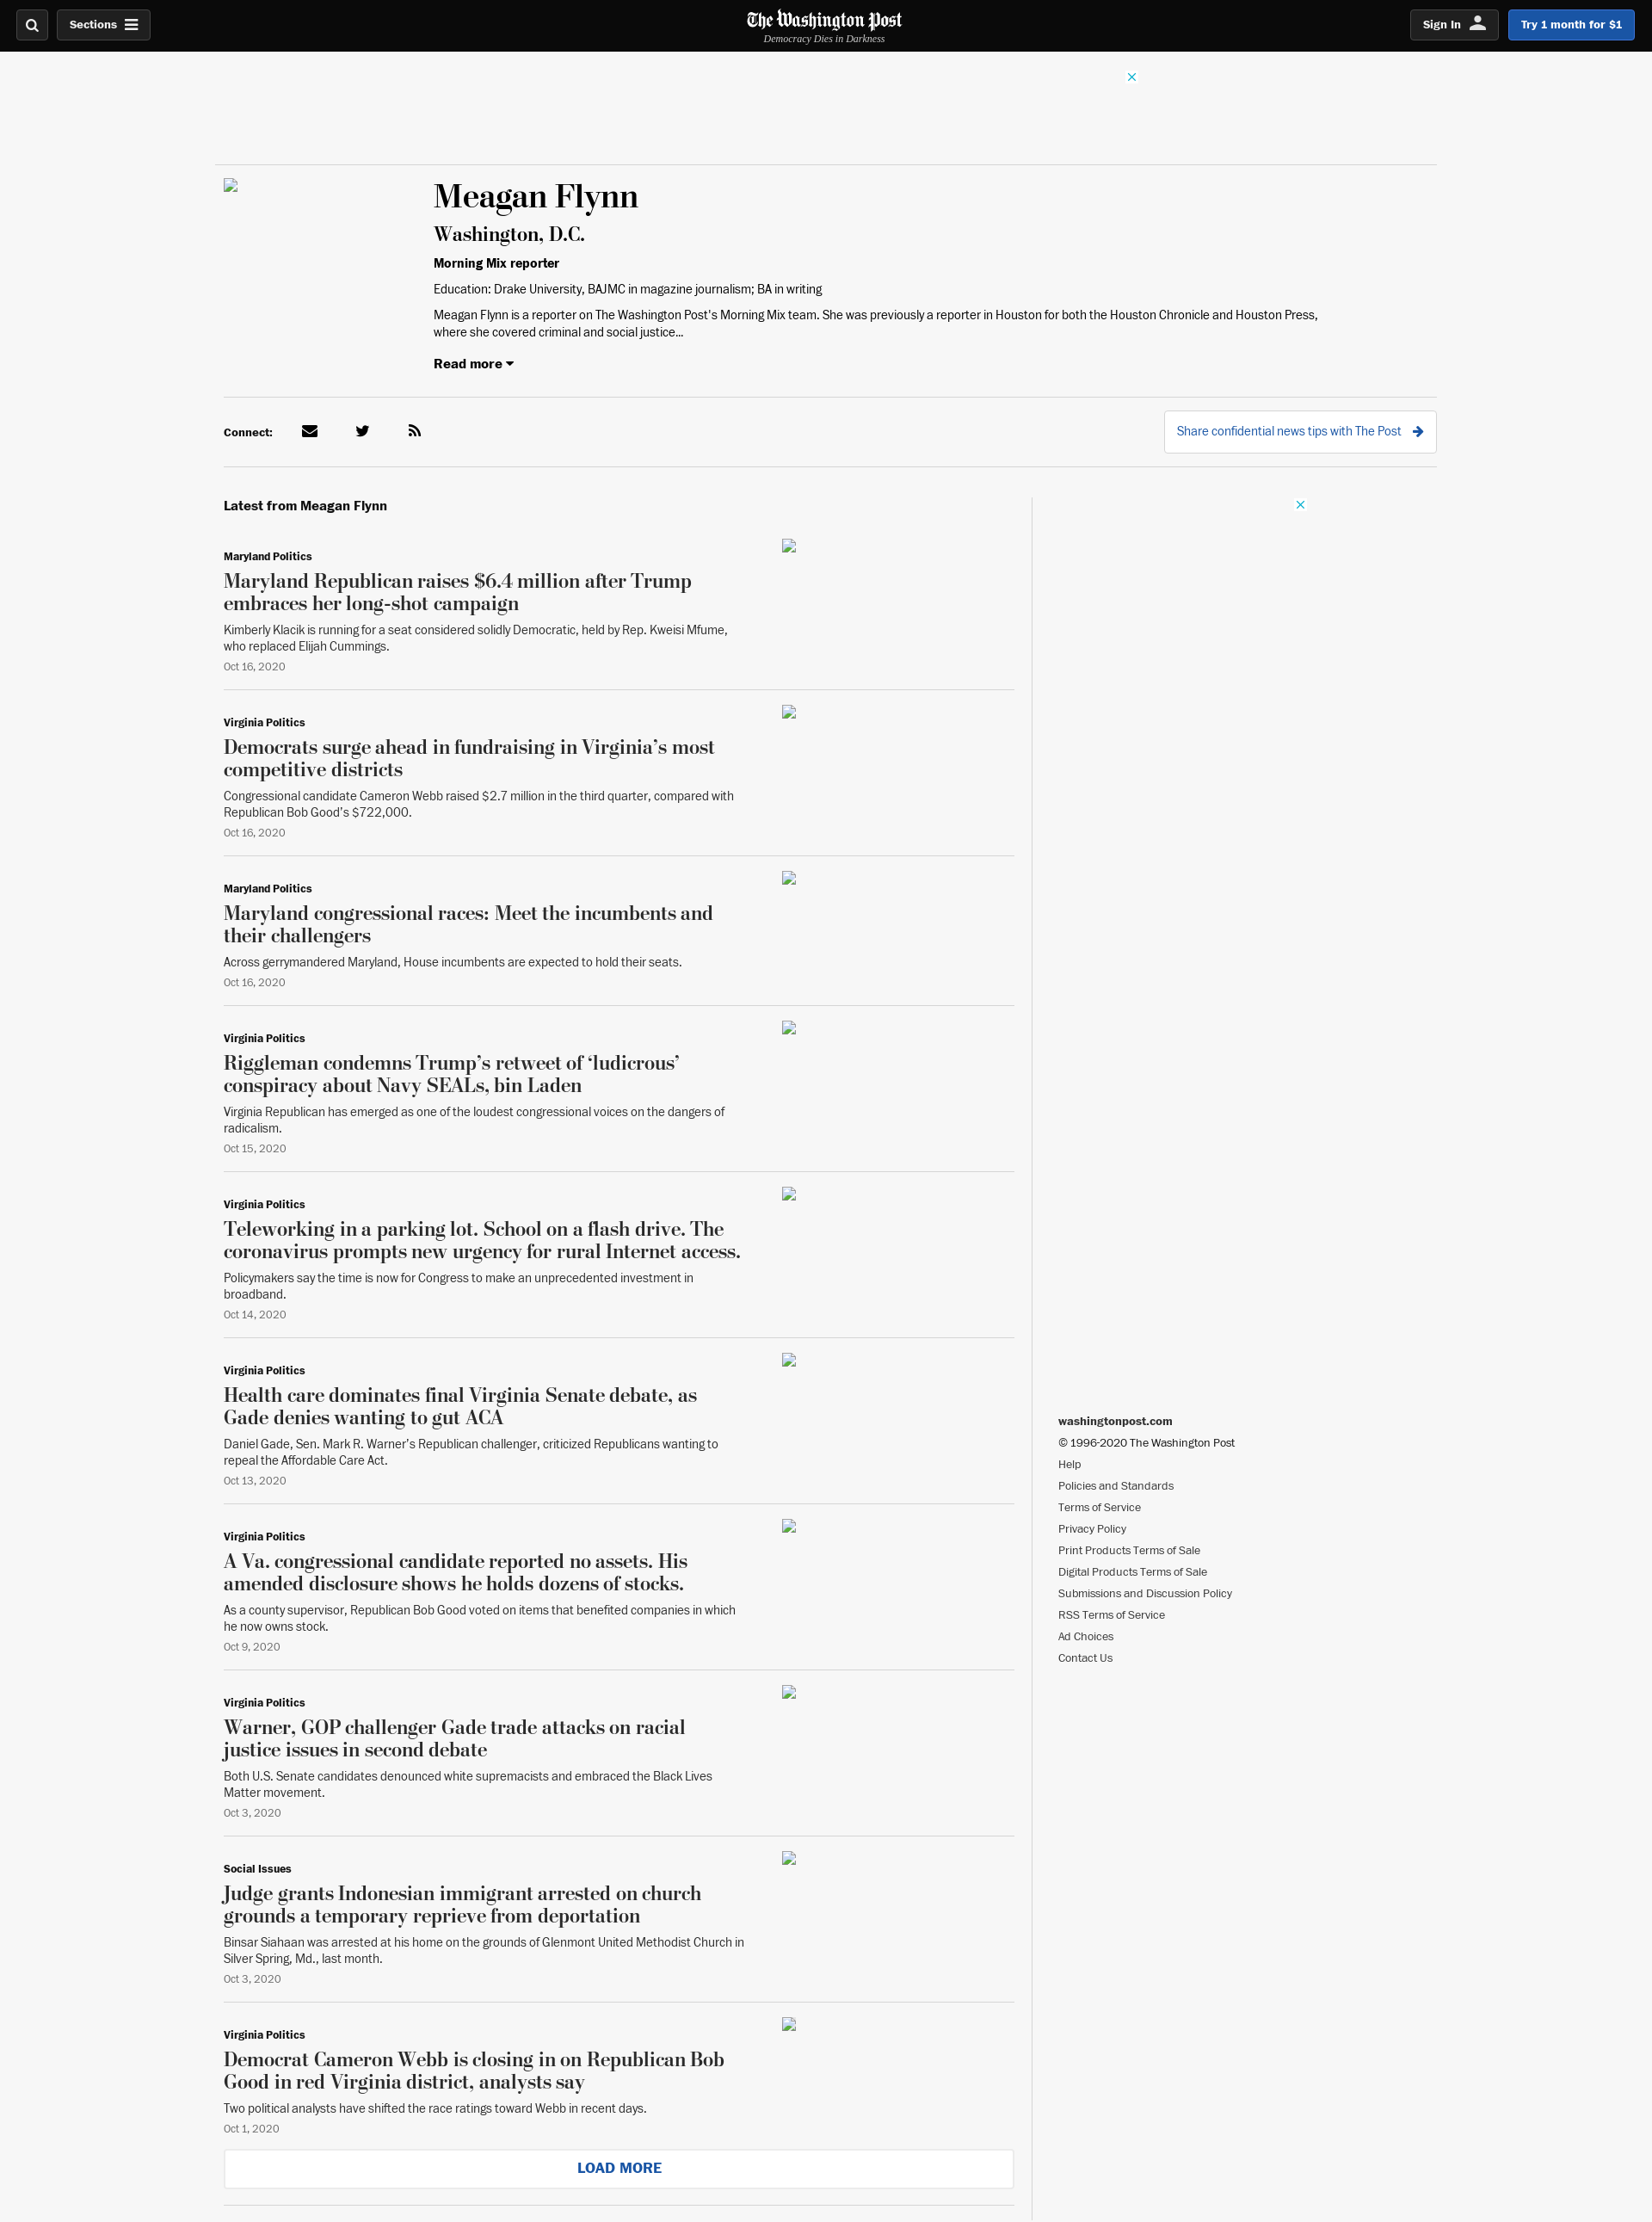 Sections
The Washington Post
Democracy Dies in Darkness
Sign In
Try 1 month for $1
Meagan Flynn
Washington, D.C.
Morning Mix reporter
Education: Drake University, BAJMC in magazine journalism; BA in writing
Meagan Flynn is a reporter on The Washington Post's Morning Mix team. She was previously a reporter in Houston for both the Houston Chronicle and Houston Press,
where she covered criminal and social justice...
Read more
Connect:
Share confidential news tips with The Post
Latest from Meagan Flynn
Maryland Politics
Maryland Republican raises $6.4 million after Trump
embraces her long-shot campaign
Kimberly Klacik is running for a seat considered solidly Democratic, held by Rep. Kweisi Mfume,
who replaced Elijah Cummings.
Oct 16, 2020
Virginia Politics
Democrats surge ahead in fundraising in Virginia’s most
competitive districts
Congressional candidate Cameron Webb raised $2.7 million in the third quarter, compared with
Republican Bob Good’s $722,000.
Oct 16, 2020
Maryland Politics
Maryland congressional races: Meet the incumbents and
their challengers
Across gerrymandered Maryland, House incumbents are expected to hold their seats.
Oct 16, 2020
Virginia Politics
Riggleman condemns Trump’s retweet of ‘ludicrous’
conspiracy about Navy SEALs, bin Laden
Virginia Republican has emerged as one of the loudest congressional voices on the dangers of
radicalism.
Oct 15, 2020
Virginia Politics
Teleworking in a parking lot. School on a flash drive. The
coronavirus prompts new urgency for rural Internet access.
Policymakers say the time is now for Congress to make an unprecedented investment in
broadband.
Oct 14, 2020
Virginia Politics
Health care dominates final Virginia Senate debate, as
Gade denies wanting to gut ACA
Daniel Gade, Sen. Mark R. Warner’s Republican challenger, criticized Republicans wanting to
repeal the Affordable Care Act.
Oct 13, 2020
Virginia Politics
A Va. congressional candidate reported no assets. His
amended disclosure shows he holds dozens of stocks.
As a county supervisor, Republican Bob Good voted on items that benefited companies in which
he now owns stock.
Oct 9, 2020
Virginia Politics
Warner, GOP challenger Gade trade attacks on racial
justice issues in second debate
Both U.S. Senate candidates denounced white supremacists and embraced the Black Lives
Matter movement.
Oct 3, 2020
Social Issues
Judge grants Indonesian immigrant arrested on church
grounds a temporary reprieve from deportation
Binsar Siahaan was arrested at his home on the grounds of Glenmont United Methodist Church in
Silver Spring, Md., last month.
Oct 3, 2020
Virginia Politics
Democrat Cameron Webb is closing in on Republican Bob
Good in red Virginia district, analysts say
Two political analysts have shifted the race ratings toward Webb in recent days.
Oct 1, 2020
LOAD MORE
washingtonpost.com
© 1996-2020 The Washington Post
Help
Policies and Standards
Terms of Service
Privacy Policy
Print Products Terms of Sale
Digital Products Terms of Sale
Submissions and Discussion Policy
RSS Terms of Service
Ad Choices
Contact Us